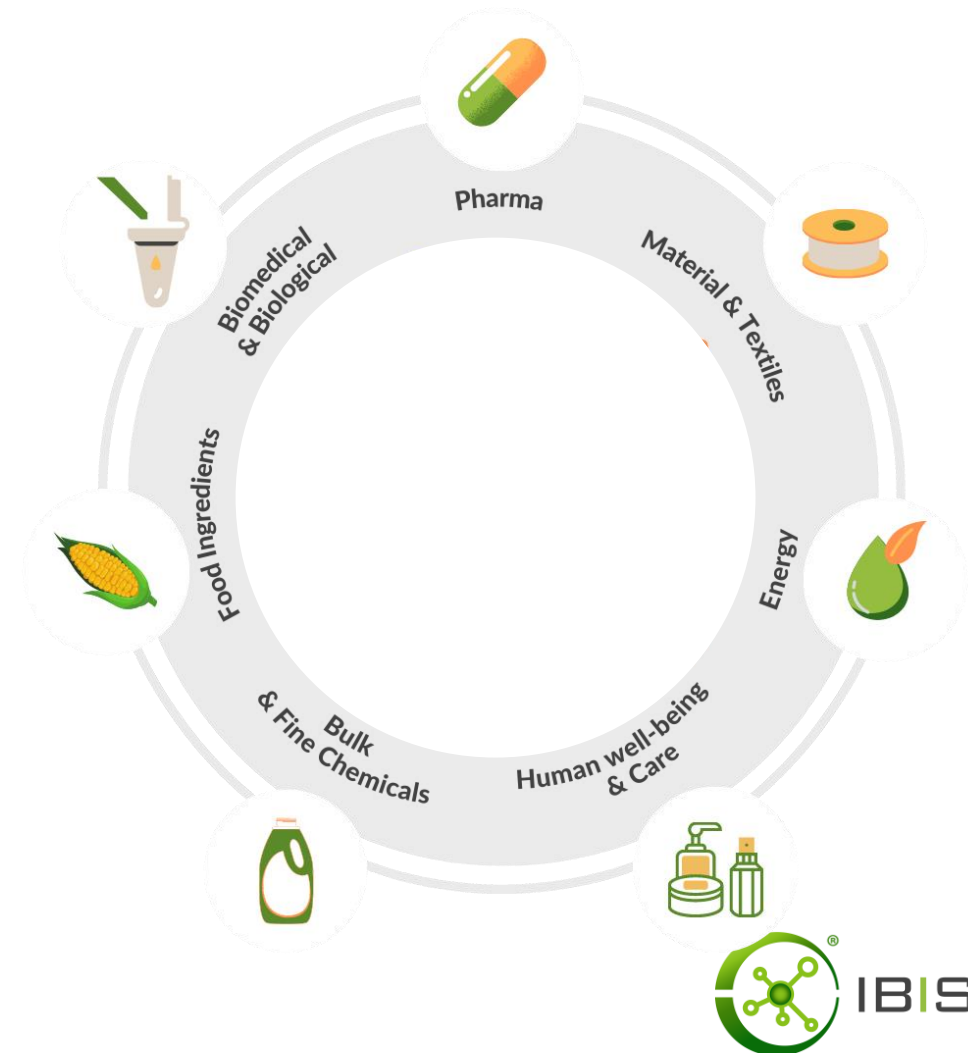 Pharma
Material & Textiles
Energy
Human well-being
& Care
Bulk
& Fine Chemicals
Food Ingredients
Biomedical
& Biological
®
IBIS